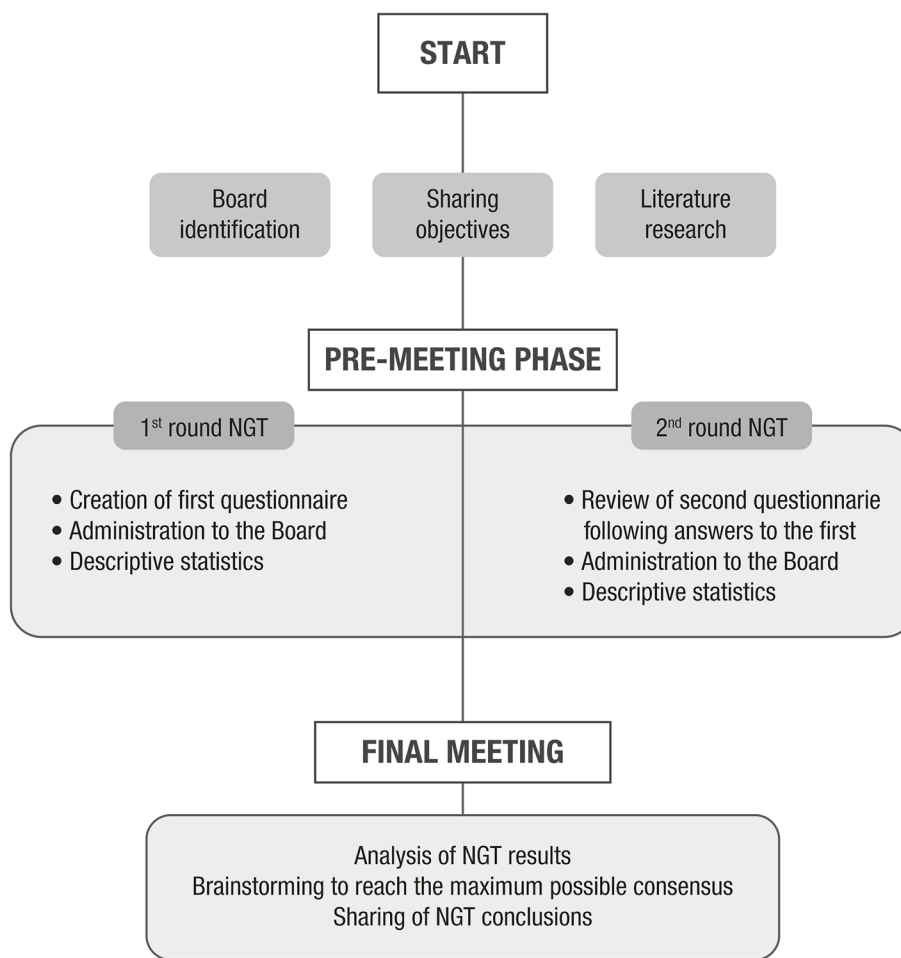 START
Board
identification
Sharing
objectives
Literature
research
PRE-MEETING PHASE
1st round NGT
• Creation of first questionnaire
• Administration to the Board
• Descriptive statistics
2nd round NGT
• Review of second questionnarie
following answers to the first
• Administration to the Board
• Descriptive statistics
FINAL MEETING
Analysis of NGT results
Brainstorming to reach the maximum possible consensus
Sharing of NGT conclusions